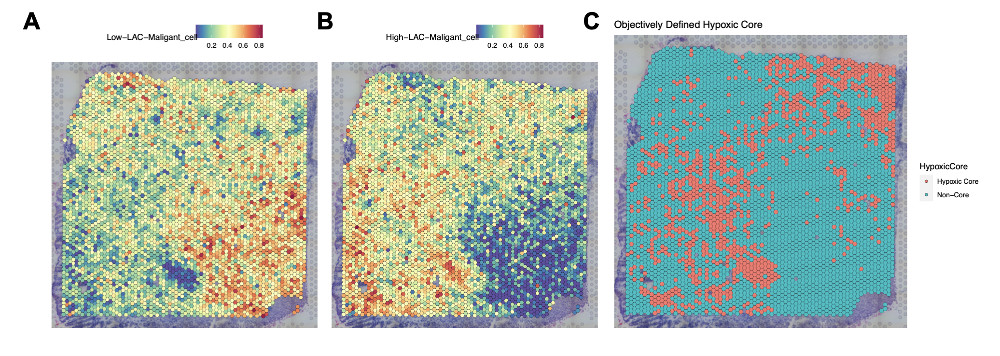 A
Low-LAC-Maligant_cell
0.2 0.4 0.6 0.8
B
High-LAC-Maligant_cell
0.2 0.4 0.6 0.8
C
Objectively Defined Hypoxic Core
HypoxicCore
Hypoxic Core
Non-Core